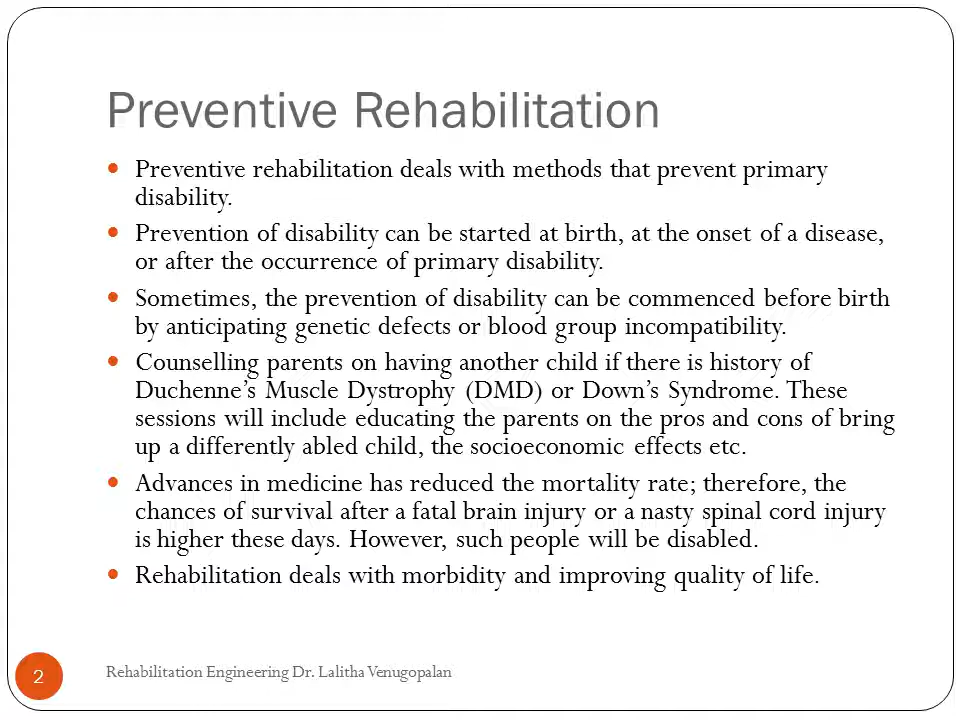 Preventive Rehabilitation
• Preventive rehabilitation deals with methods that prevent primary
disability.
• Prevention of disability can be started at birth, at the onset of a disease,
or after the occurrence of primary disability.
• Sometimes, the prevention of disability can be commenced before birth
by anticipating genetic defects or blood group incompatibility.
• Counselling parents on having another child if there is history of
Duchenne's Muscle Dystrophy (DMD) or Down's Syndrome. These
sessions will include educating the parents on the pros and cons of bring
up a differently abled child, the socioeconomic effects etc.
• Advances in medicine has reduced the mortality rate; therefore, the
chances of survival after a fatal brain injury or a nasty spinal cord injury
is higher these days. However, such people will be disabled.
• Rehabilitation deals with morbidity and improving quality of life.
2
Rehabilitation Engineering Dr. Lalitha Venugopalan